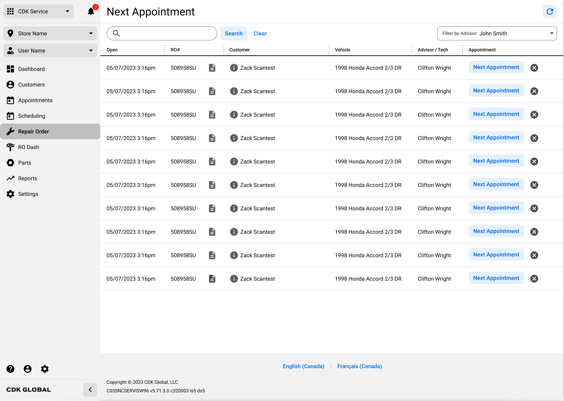 CDK Service
3
Next Appointment
Store Name
Search
Clear
Filter by Advisor: John Smith
User Name
Open RO# Customer Vehicle Advisor / Tech Appointment
Dashboard
Customers
Appointments
Scheduling
Repair Order
RO Dash
Parts
Reports
Settings
05/07/2023 3:16pm 508958SU Zack Scantest 1998 Honda Accord 2/3 DR Clifton Wright Next Appointment
05/07/2023 3:16pm 508958SU Zack Scantest 1998 Honda Accord 2/3 DR Clifton Wright Next Appointment
05/07/2023 3:16pm 508958SU Zack Scantest 1998 Honda Accord 2/3 DR Clifton Wright Next Appointment
05/07/2023 3:16pm 508958SU Zack Scantest 1998 Honda Accord 2/3 DR Clifton Wright Next Appointment
05/07/2023 3:16pm 508958SU Zack Scantest 1998 Honda Accord 2/3 DR Clifton Wright Next Appointment
05/07/2023 3:16pm 508958SU Zack Scantest 1998 Honda Accord 2/3 DR Clifton Wright Next Appointment
05/07/2023 3:16pm 508958SU Zack Scantest 1998 Honda Accord 2/3 DR Clifton Wright Next Appointment
05/07/2023 3:16pm 508958SU Zack Scantest 1998 Honda Accord 2/3 DR Clifton Wright Next Appointment
05/07/2023 3:16pm 508958SU Zack Scantest 1998 Honda Accord 2/3 DR Clifton Wright Next Appointment
05/07/2023 3:16pm 508958SU Zack Scantest 1998 Honda Accord 2/3 DR Clifton Wright Next Appointment
English (Canada) Français (Canada)
Copyright © 2023 CDK Global, LLC
CDK GLOBAL